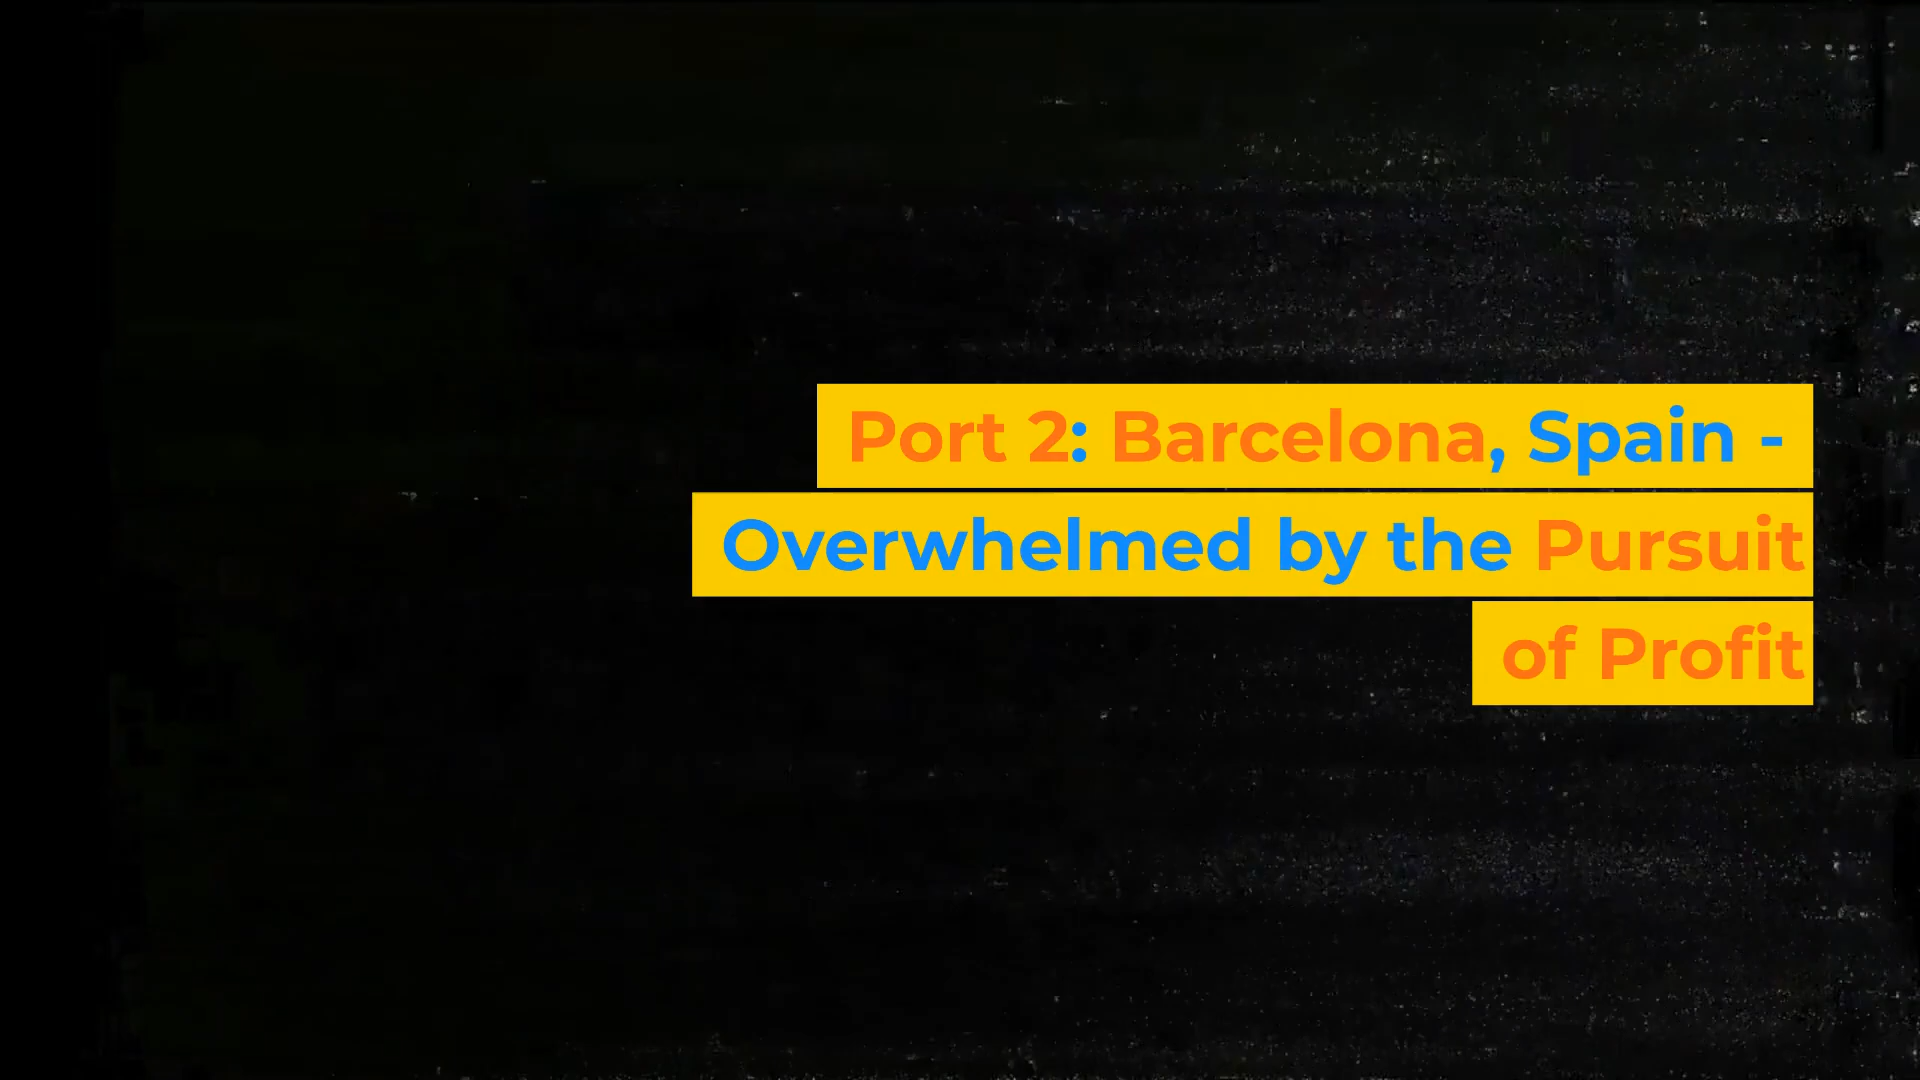 Port 2: Barcelona, Spain -
Overwhelmed by the Pursuit
of Profit